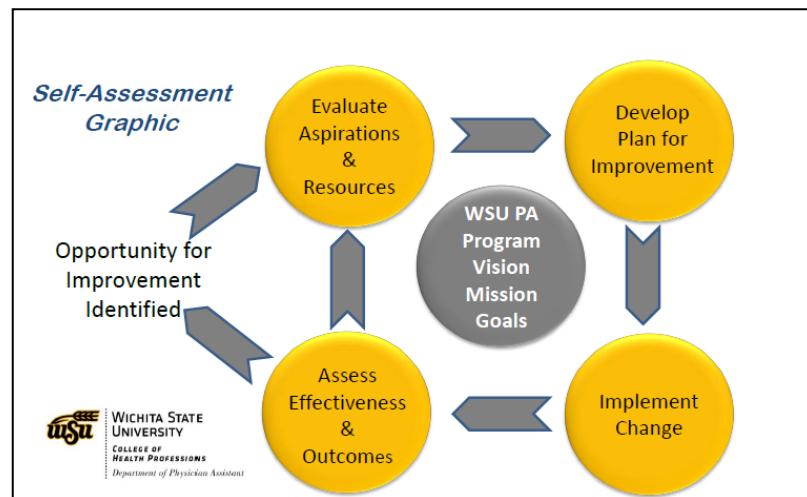 Self-Assessment
Graphic
Evaluate
Aspirations
&
Resources
Develop
Plan for
Improvement
WSU PA
Program
Vision
Mission
Goals
Opportunity for
Improvement
Identified
Assess
Effectiveness
&
Outcomes
Implement
Change
wsu
WICHITA STATE
UNIVERSITY
COLLEGE OF
HEALTH PROFESSIONS
Department of Physician Assistant